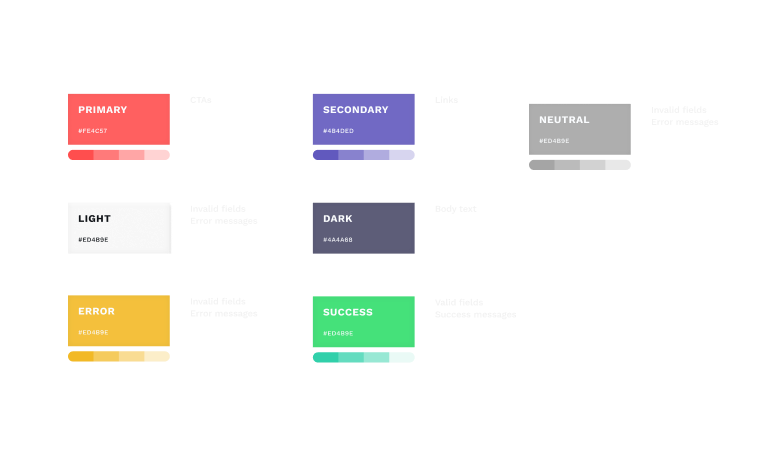 PRIMARY
#FE4C57
CTAs
SECONDARY
#4B4DED
Links
NEUTRAL
#ED4B9E
Invalid fields
Error messages
LIGHT
#ED4B9E
Invalid fields
Error messages
DARK
#4A4A68
Body text
ERROR
#ED4B9E
Invalid fields
Error messages
SUCCESS
#ED4B9E
Valid fields
Success messages